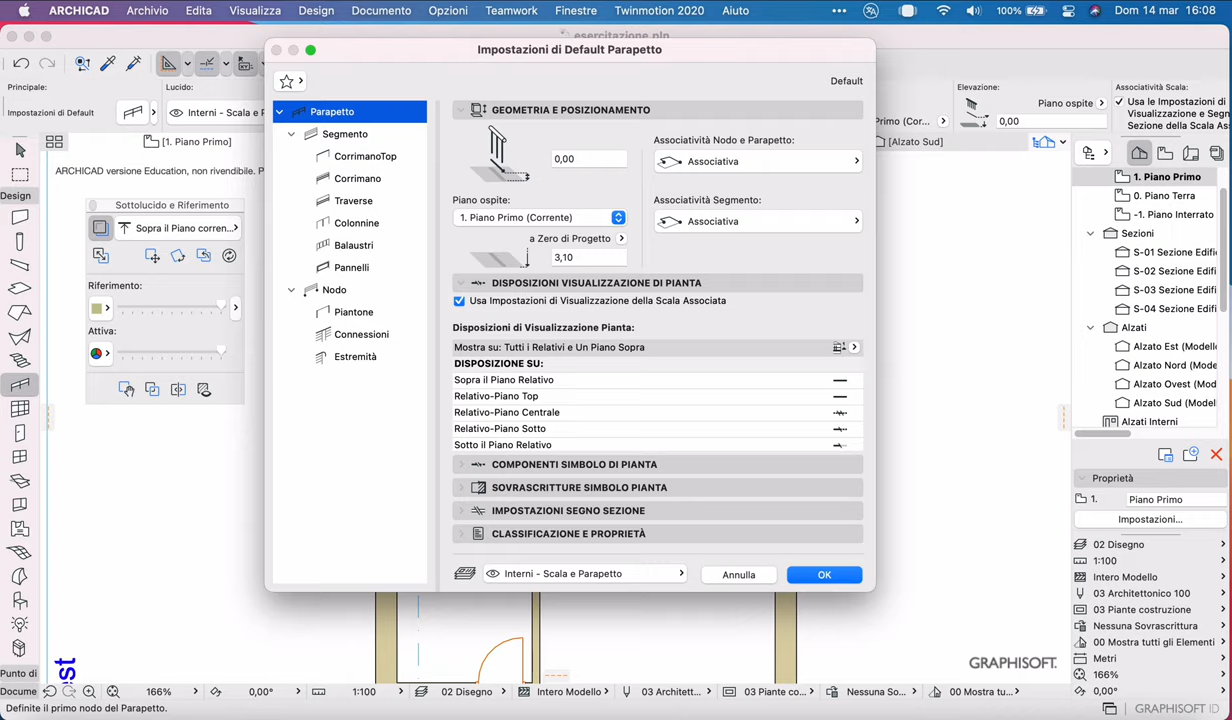 ARCHICAD Archivio Edita Visualizza Design Documento Opzioni Teamwork Finestre Twinmotion 2020 Aiuto 100% Dom 14 mar 16:08
esercitazione.pln
Impostazioni di Default Parapetto
Principale:
Lucido:
Impostazioni di Default
Interni - Scala e
Default
Elevazione:
Associatività Scala:
Primo (Cor...
Piano ospite
0,00
Usa le Impostazioni di
Visualizzazione e Segn
Sezione della Scala Ass
[1. Piano Primo]
[Alzato Sud]
ARCHICAD versione Education, non rivendibile. P
Design
Sottolucido e Riferimento
Sopra il Piano corren...
Riferimento:
Attiva:
Parapetto
Segmento
CorrimanoTop
Corrimano
Traverse
Colonnine
Balaustri
Pannelli
Nodo
Piantone
Connessioni
Estremità
GEOMETRIA E POSIZIONAMENTO
0,00
Associatività Nodo e Parapetto:
Associativa
Piano ospite:
1. Piano Primo (Corrente)
Associatività Segmento:
Associativa
a Zero di Progetto
3,10
DISPOSIZIONI VISUALIZZAZIONE DI PIANTA
Usa Impostazioni di Visualizzazione della Scala Associata
Disposizioni di Visualizzazione Pianta:
Mostra su: Tutti i Relativi e Un Piano Sopra
DISPOSIZIONE SU:
Sopra il Piano Relativo
Relativo-Piano Top
Relativo-Piano Centrale
Relativo-Piano Sotto
Sotto il Piano Relativo
COMPONENTI SIMBOLO DI PIANTA
SOVRASCRITTURE SIMBOLO PIANTA
IMPOSTAZIONI SEGNO SEZIONE
CLASSIFICAZIONE E PROPRIETÀ
Interni - Scala e Parapetto
Annulla
OK
1. Piano Primo
0. Piano Terra
-1. Piano Interrato
Sezioni
S-01 Sezione Edifi
S-02 Sezione Edifi
S-03 Sezione Edifi
S-04 Sezione Edifi
Alzati
Alzato Est (Modell
Alzato Nord (Mode
Alzato Ovest (Mod
Alzato Sud (Model
Alzati Interni
Proprietà
1. Piano Primo
Impostazioni...
02 Disegno
1:100
Intero Modello
03 Architettonico 100
03 Piante costruzione
Nessuna Sovrascritta
00 Mostra tutti gli Elementi
Metri
166%
0,00°
est
GRAPHISOFT.
Punto di
Docume
166% 0,00° 1:100 02 Disegno Intero Modello 03 Architett... 03 Piante co... Nessuna So... 00 Mostra tu...
Definite il primo nodo del Parapetto.
GRAPHISOFT ID